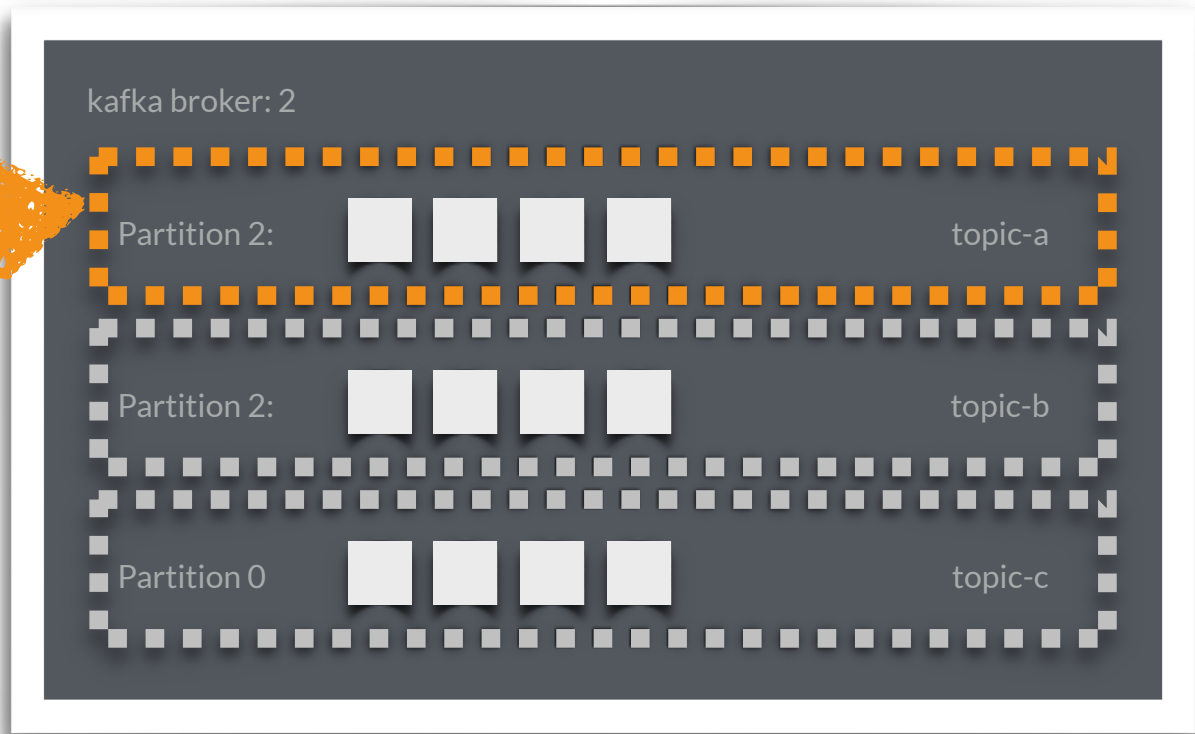 kafka broker: 2
Partition 2: topic-a
Partition 2: topic-b
Partition 0 topic-c